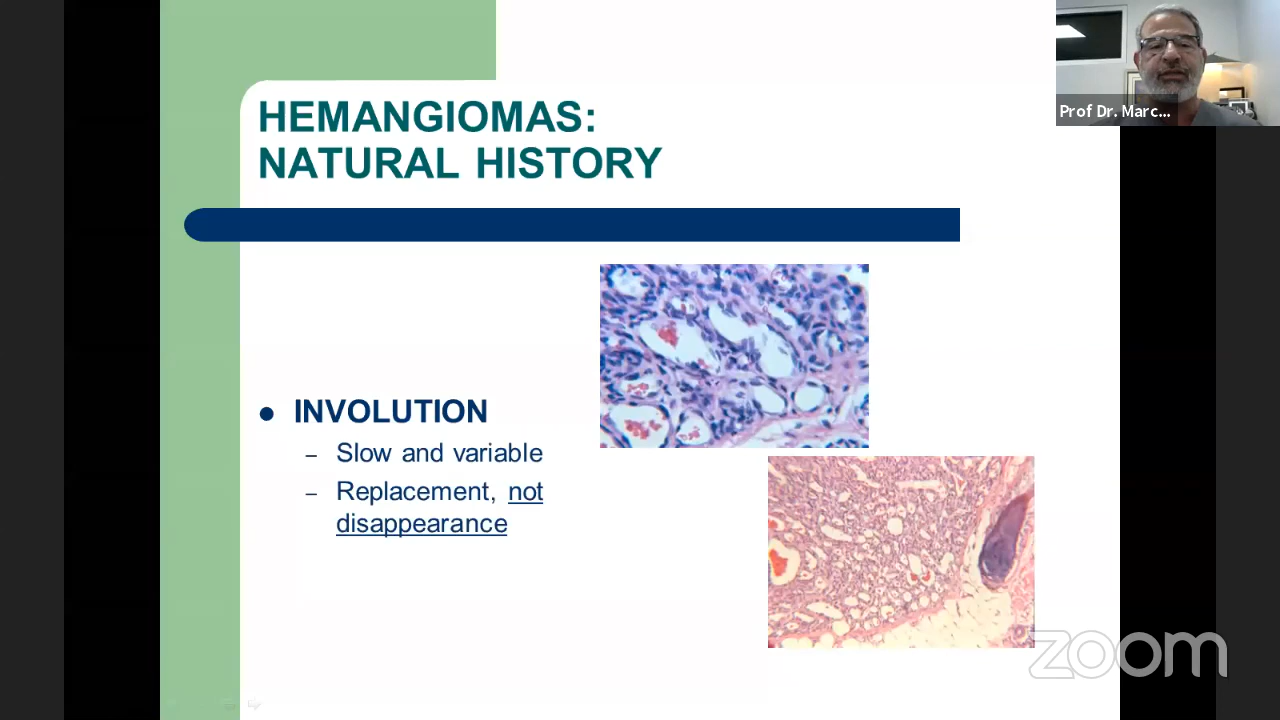 HEMANGIOMAS:
NATURAL HISTORY
Prof Dr. Marc...
INVOLUTION
– Slow and variable
– Replacement, not
disappearance
zoom